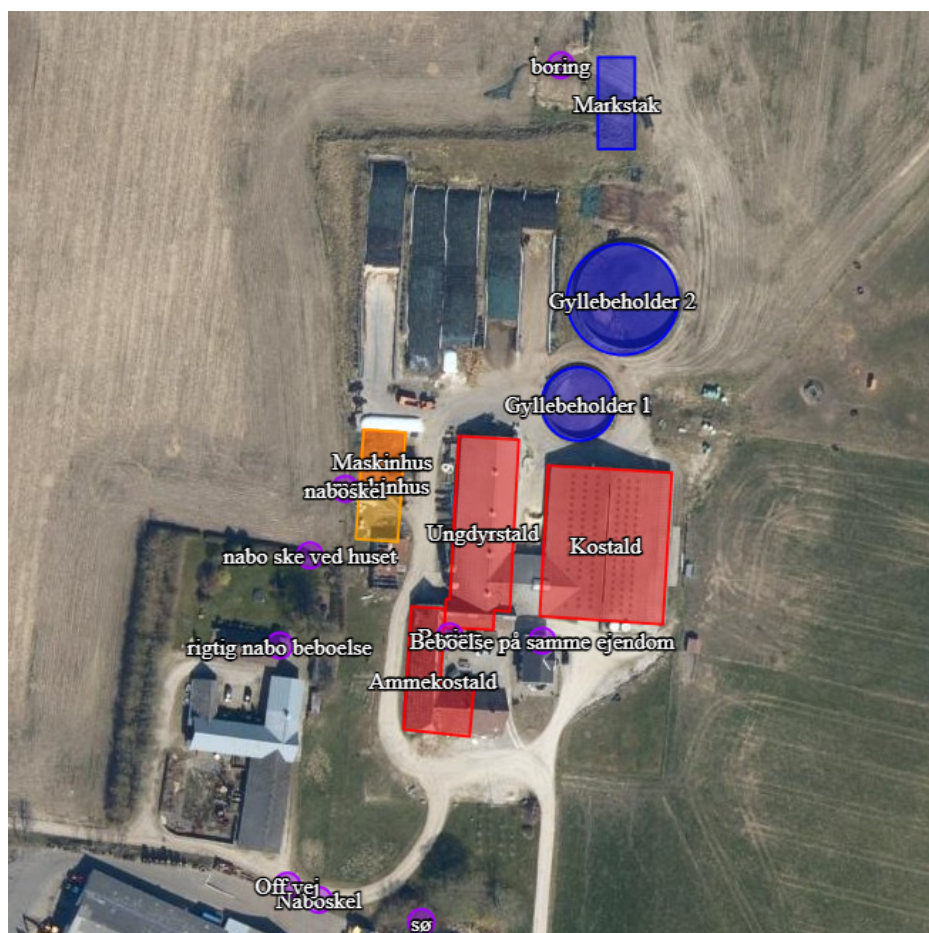 boring
Markstak
Gyllebeholder 2
Gyllebeholder 1
Maskinhus
naboskel
Ungdyrstald
Kostald
nabo ske ved huset
rigtig nabo beboelse
Beboelse på samme ejendom
Ammekostald
Off vej
Naboskel
sø